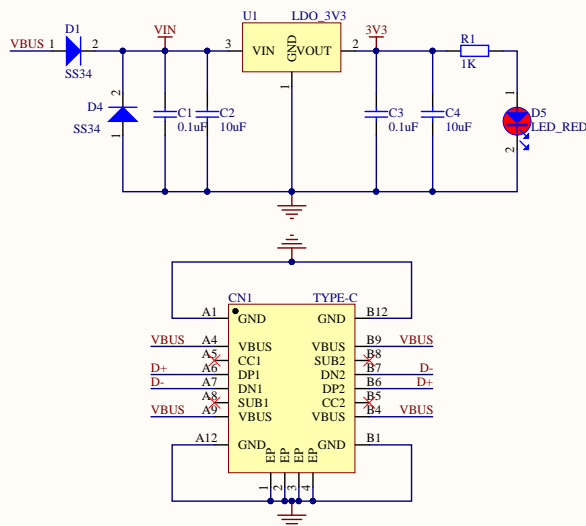 D1 U1 LDO_3V3
VBUS 1 2 VIN 3 VIN GND VOUT 2 3V3 R1
SS34 1K
D4 2 1 1 D5
SS34 C1 C2 C3 C4 LED_RED
1 0.1uF 10uF 0.1uF 10uF 2
CN1 TYPE-C
A1 GND GND B12
VBUS A4 VBUS VBUS B9 VBUS
A5 CC1 SUB2 B8
D+ A6 DP1 DN2 B7 D-
D- A7 DN1 DP2 B6 D+
A8 SUB1 CC2 B5
VBUS A9 VBUS VBUS B4 VBUS
A12 GND GND B1
EP EP EP EP
1 2 3 4